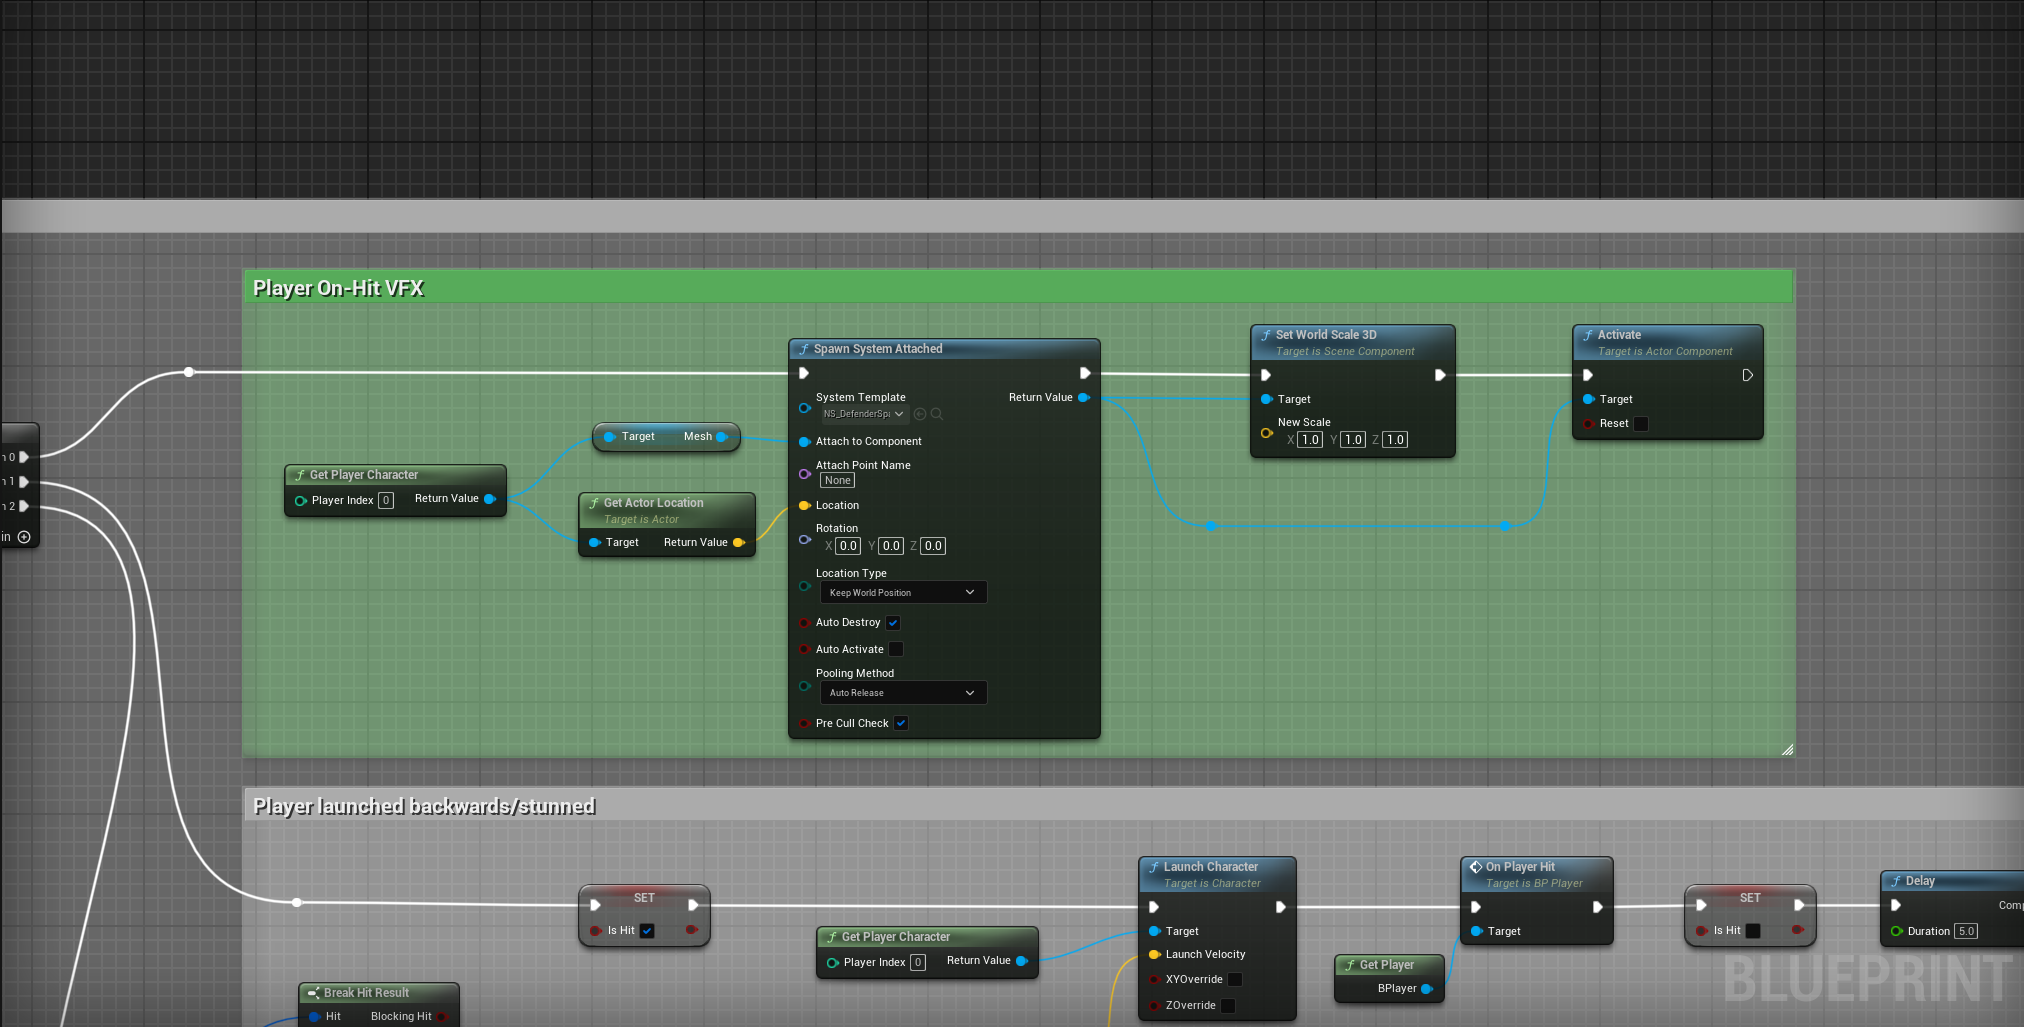 Player On-Hit VFX
Spawn System Attached
System Template
NS_DefenderSp
Return Value
Attach to Component
Attach Point Name
None
Location
Rotation
X 0.0 Y 0.0 Z 0.0
Location Type
Keep World Position
Auto Destroy
Auto Activate
Pooling Method
Auto Release
Pre Cull Check
Set World Scale 3D
Target is Scene Component
Target
New Scale
X 1.0 Y 1.0 Z 1.0
Activate
Target is Actor Component
Target
Reset
Target Mesh
Get Player Character
Player Index 0 Return Value
Get Actor Location
Target is Actor
Target Return Value
n 0
n 1
n 2
in
Player launched backwards/stunned
SET
Is Hit
Get Player Character
Player Index 0 Return Value
Launch Character
Target is Character
Target
Launch Velocity
XYOverride
ZOverride
On Player Hit
Target is BP Player
Target
Get Player
BPlayer
SET
Is Hit
Delay
Comp
Duration 5.0
Break Hit Result
Hit Blocking Hit
BLUEPRINT